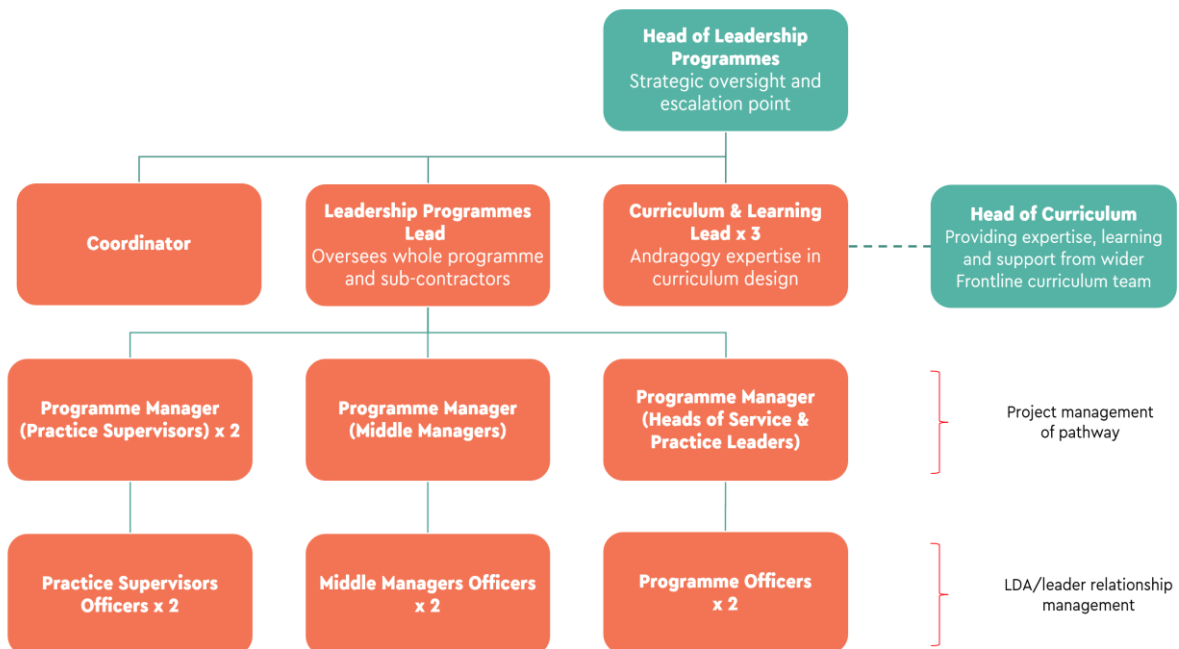 Head of Leadership
Programmes
Strategic oversight and
escalation point
Coordinator
Leadership Programmes
Lead
Oversees whole programme
and sub-contractors
Curriculum & Learning
Lead x 3
Andragogy expertise in
curriculum design
Head of Curriculum
Providing expertise, learning
and support from wider
Frontline curriculum team
Programme Manager
(Practice Supervisors) x 2
Programme Manager
(Middle Managers)
Programme Manager
(Heads of Service &
Practice Leaders)
Project management
of pathway
Practice Supervisors
Officers x 2
Middle Managers Officers
x 2
Programme Officers
x 2
LDA/leader relationship
management